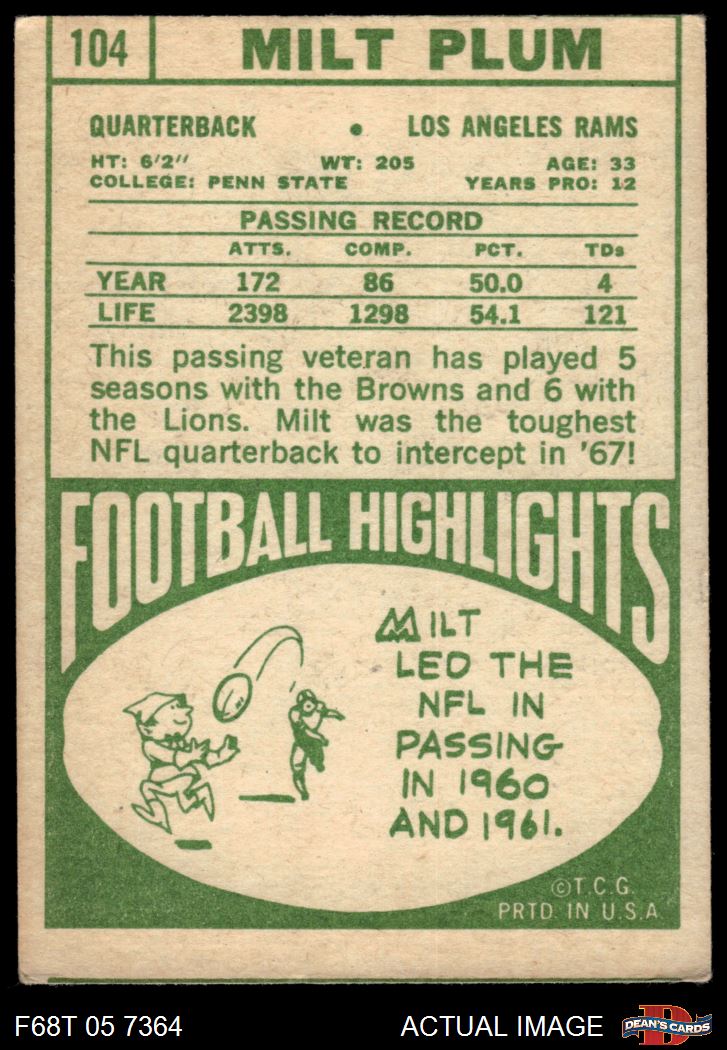 104 MILT PLUM
QUARTERBACK • LOS ANGELES RAMS
HT: 6'2" WT: 205 AGE: 33
COLLEGE: PENN STATE YEARS PRO: 12
PASSING RECORD
ATTS. COMP. PCT. TDs
YEAR 172 86 50.0 4
LIFE 2398 1298 54.1 121
This passing veteran has played 5
seasons with the Browns and 6 with
the Lions. Milt was the toughest
NFL quarterback to intercept in '67!
FOOTBALL HIGHLIGHTS
MILT
LED THE
NFL IN
PASSING
IN 1960
AND 1961.
©T.C.G.
PRTD. IN U.S.A.
F68T 05 7364 ACTUAL IMAGE
D
DEAN'S CARDS